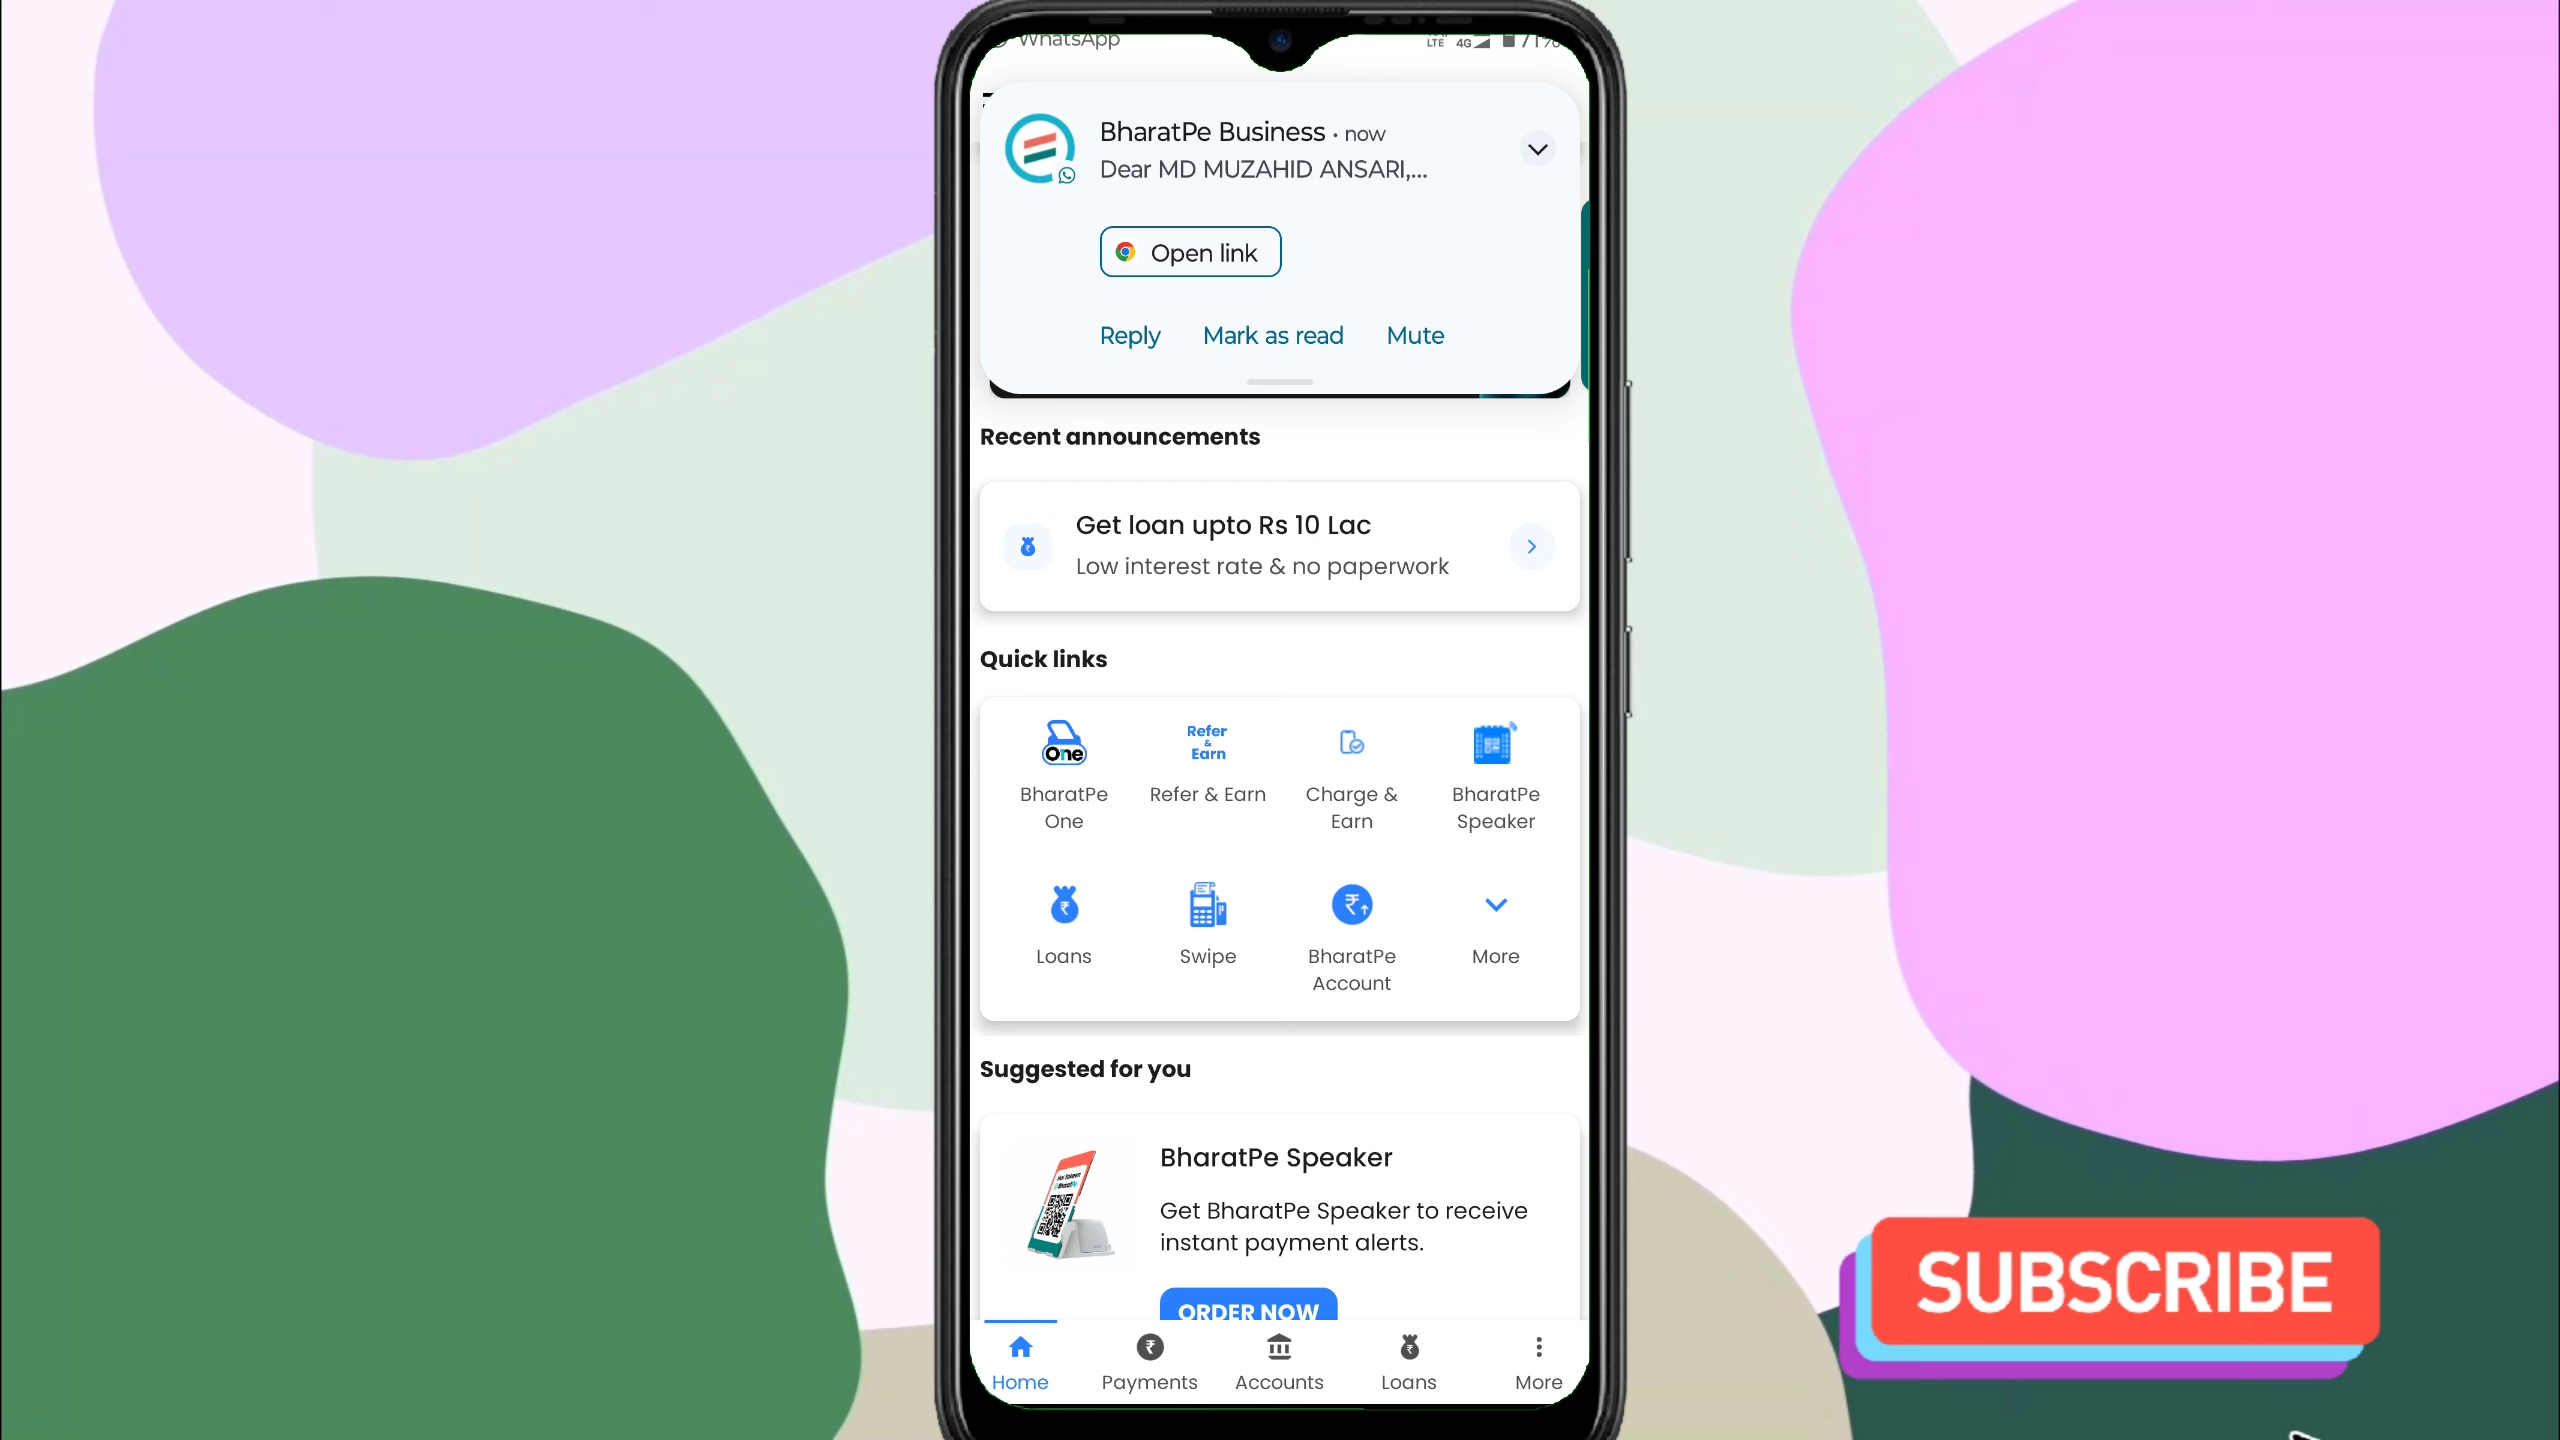 WhatsApp
LTE 4G 71%
BharatPe Business • now
Dear MD MUZAHID ANSARI,...
Open link
Reply Mark as read Mute
Recent announcements
Get loan upto Rs 10 Lac
Low interest rate & no paperwork
Quick links
One
Refer
&
Earn
BharatPe
One
Refer & Earn
Charge &
Earn
BharatPe
Speaker
Loans
Swipe
BharatPe
Account
More
Suggested for you
BharatPe Speaker
Get BharatPe Speaker to receive
instant payment alerts.
ORDER NOW
Home Payments Accounts Loans More
SUBSCRIBE